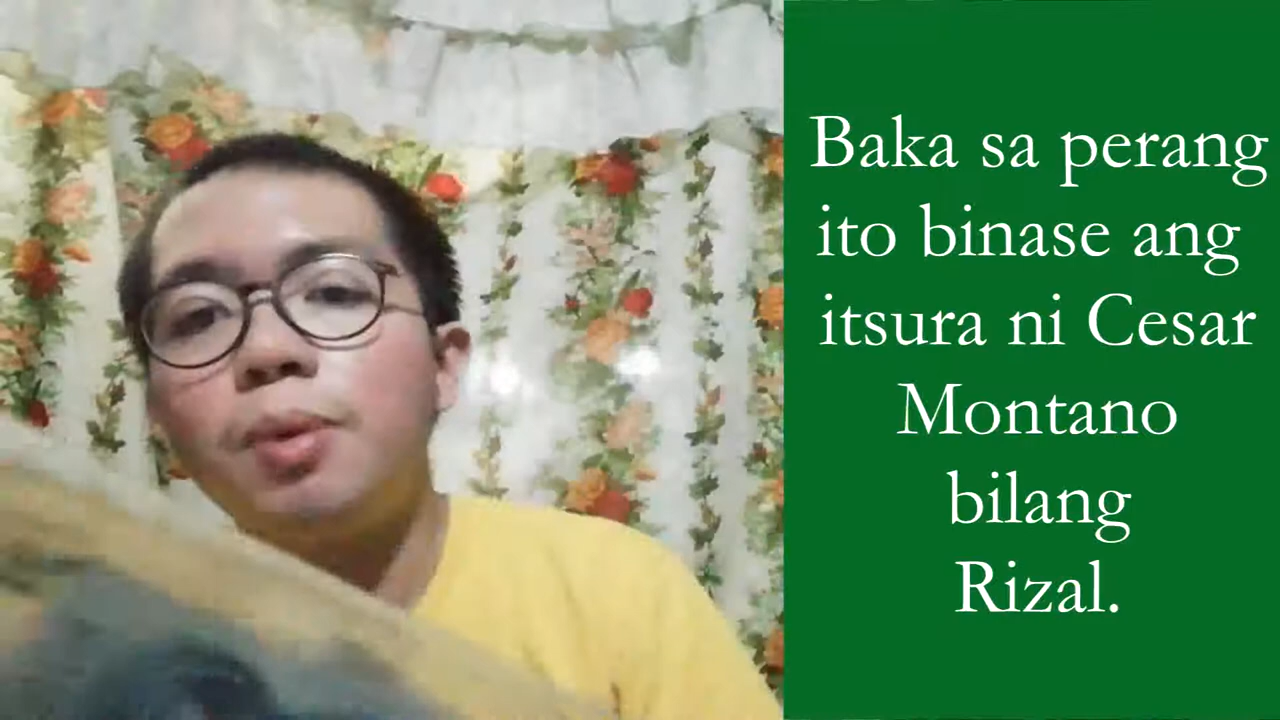 Baka sa perang
ito binase ang
itsura ni Cesar
Montano
bilang
Rizal.